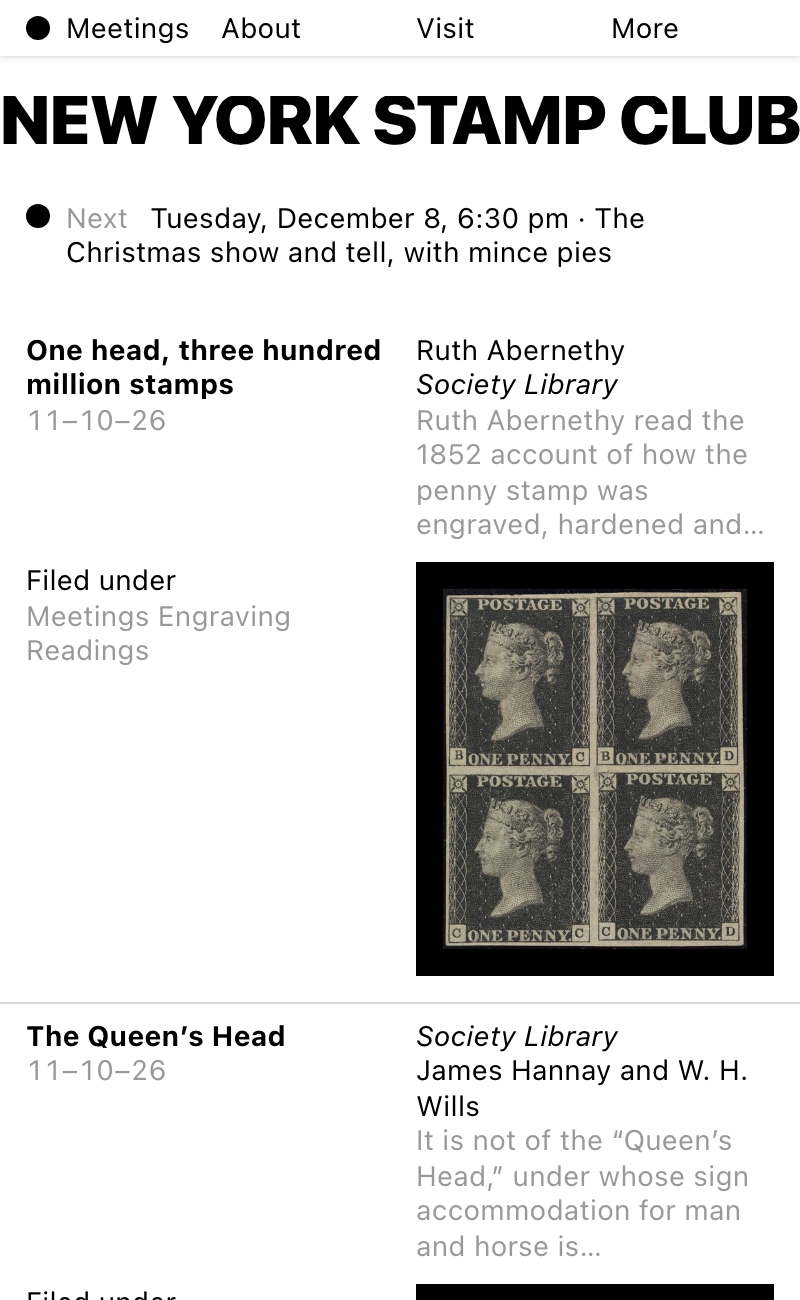 Meetings About Visit More
NEW YORK STAMP CLUB
Next Tuesday, December 8, 6:30 pm · The
Christmas show and tell, with mince pies
One head, three hundred
million stamps
11–10–26
Ruth Abernethy
Society Library
Ruth Abernethy read the
1852 account of how the
penny stamp was
engraved, hardened and…
Filed under
Meetings Engraving
Readings
POSTAGE POSTAGE
B ONE PENNY. C B ONE PENNY. D
POSTAGE POSTAGE
C ONE PENNY. C C ONE PENNY. D
The Queen’s Head
11–10–26
Society Library
James Hannay and W. H.
Wills
It is not of the “Queen’s
Head,” under whose sign
accommodation for man
and horse is…
Filed under